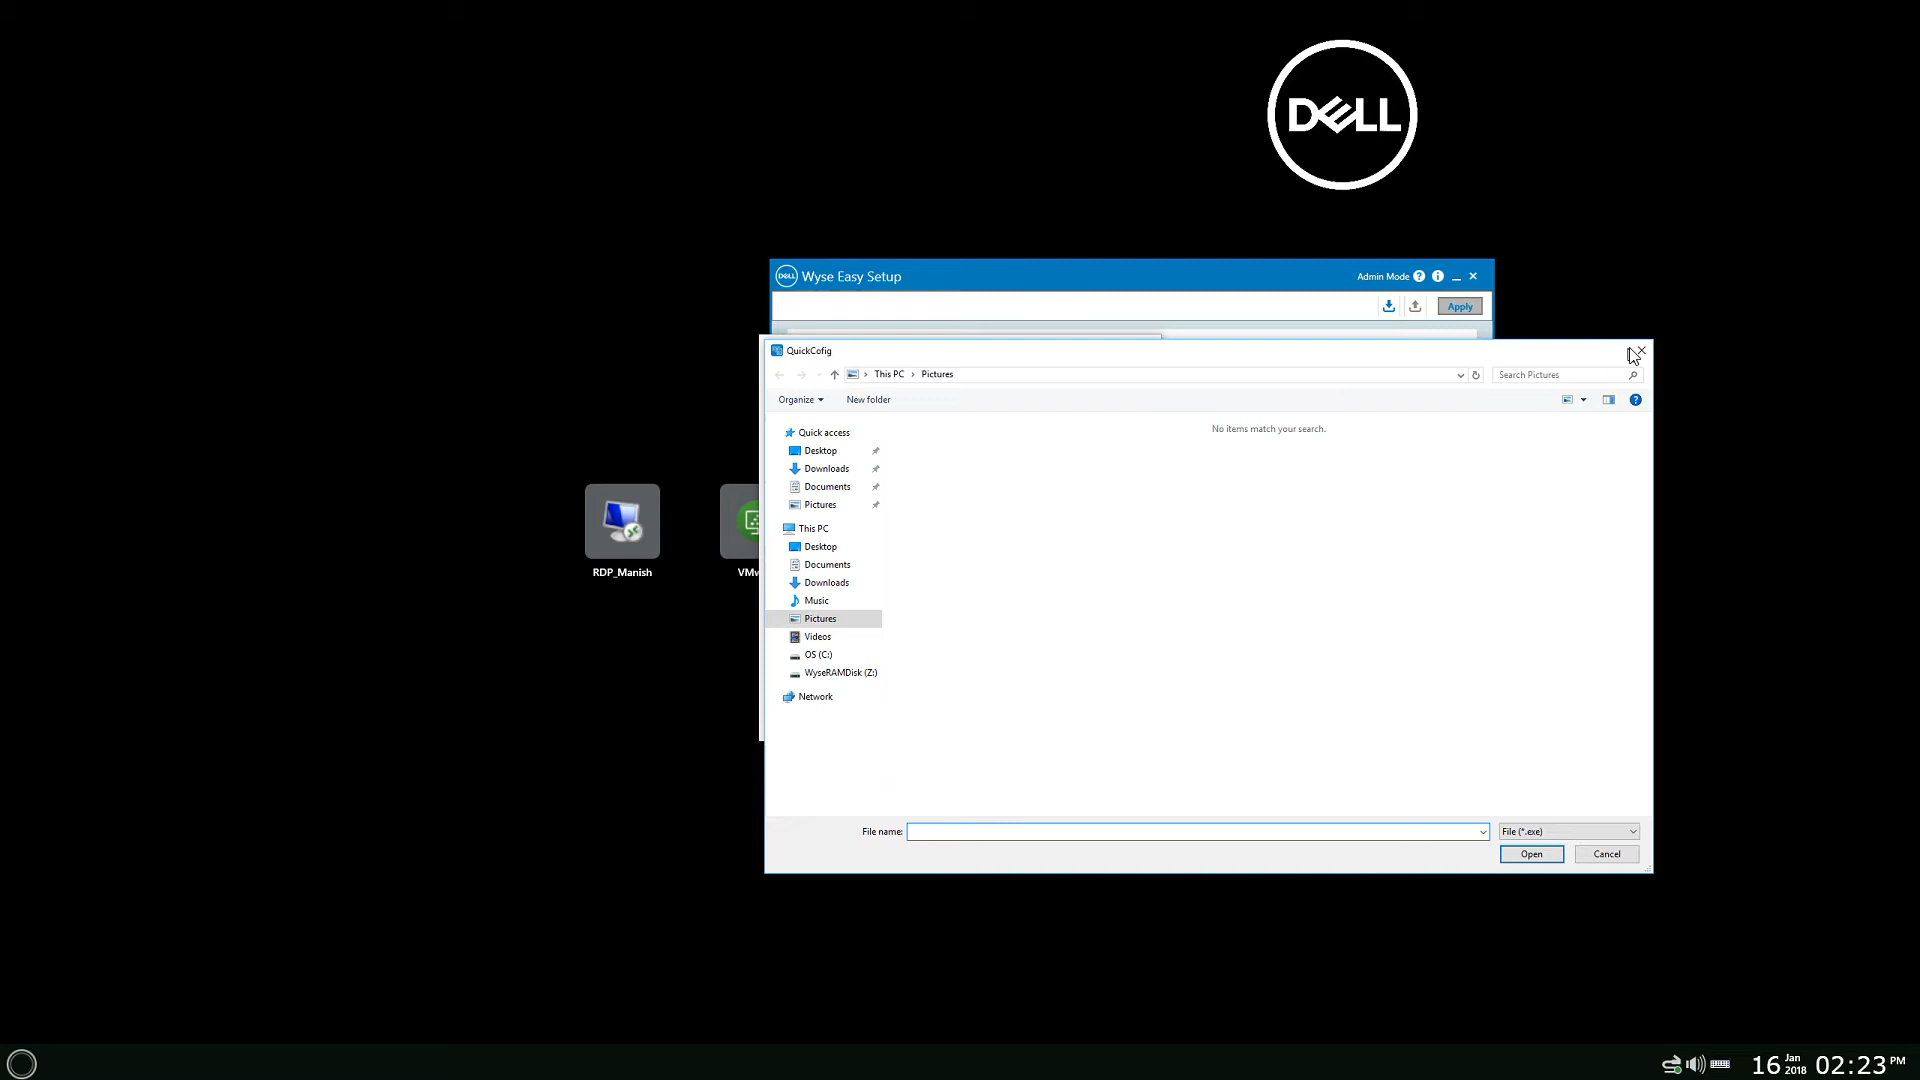 DELL
DELL Wyse Easy Setup
Admin Mode ? i
Apply
QuickCofig
This PC > Pictures
Search Pictures
Organize
New folder
?
Quick access
No items match your search.
Desktop
Downloads
Documents
Pictures
This PC
Desktop
Documents
Downloads
Music
Pictures
Videos
OS (C:)
WyseRAMDisk (Z:)
Network
RDP_Manish
VMw
File name:
File (*.exe)
Open
Cancel
16 Jan 2018 02:23 PM